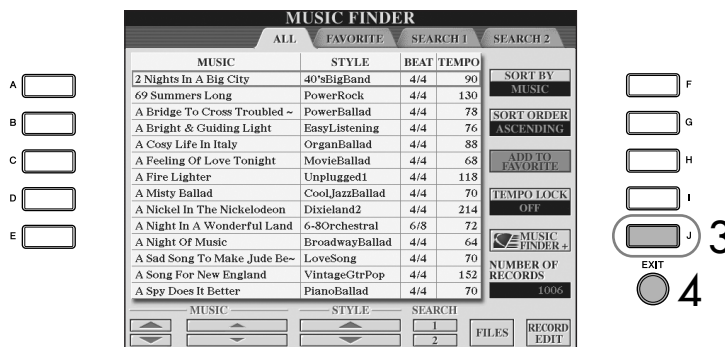 MUSIC FINDER
ALL FAVORITE SEARCH 1 SEARCH 2
MUSIC STYLE BEAT TEMPO
2 Nights In A Big City 40'sBigBand 4/4 90
69 Summers Long PowerRock 4/4 130
A Bridge To Cross Troubled ~ PowerBallad 4/4 78
A Bright & Guiding Light EasyListening 4/4 76
A Cosy Life In Italy OrganBallad 4/4 88
A Feeling Of Love Tonight MovieBallad 4/4 68
A Fire Lighter Unplugged1 4/4 118
A Misty Ballad CoolJazzBallad 4/4 70
A Nickel In The Nickelodeon Dixieland2 4/4 214
A Night In A Wonderful Land 6-8Orchestral 6/8 72
A Night Of Music BroadwayBallad 4/4 64
A Sad Song To Make Jude Be~ LoveSong 4/4 70
A Song For New England VintageGtrPop 4/4 152
A Spy Does It Better PianoBallad 4/4 70
SORT BY
MUSIC
SORT ORDER
ASCENDING
ADD TO
FAVORITE
TEMPO LOCK
OFF
MUSIC
FINDER +
NUMBER OF
RECORDS
1006
MUSIC STYLE SEARCH
1
2
FILES
RECORD
EDIT
A
B
C
D
E
F
G
H
I
J
3
EXIT
4